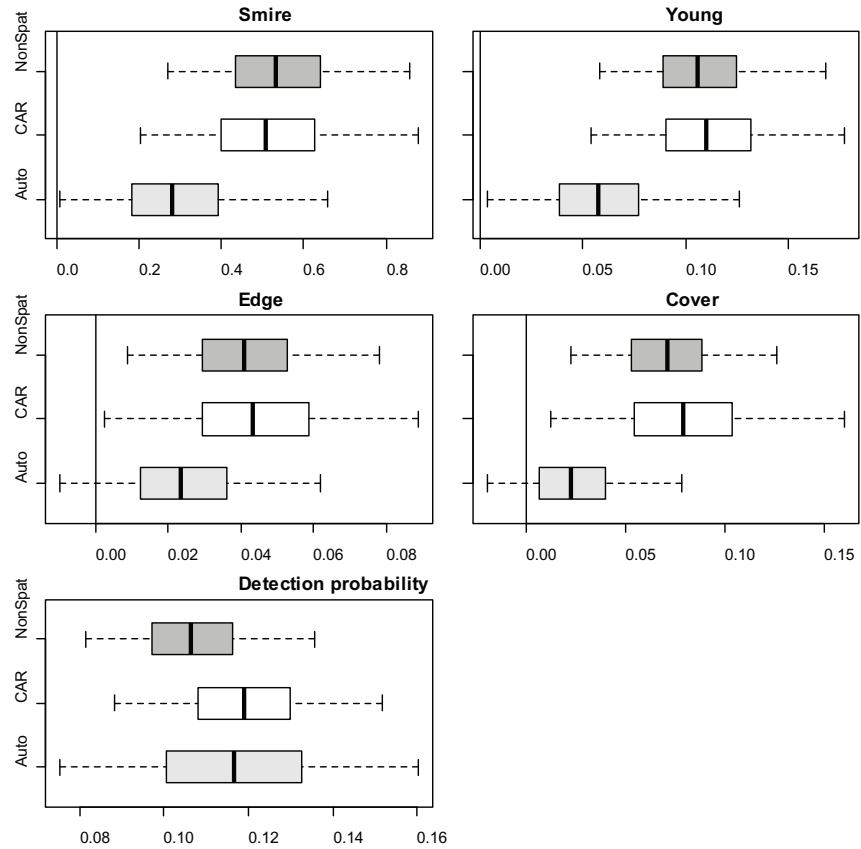 Smire
NonSpat
CAR
Auto
0.0 0.2 0.4 0.6 0.8
Young
NonSpat
CAR
Auto
0.00 0.05 0.10 0.15
Edge
NonSpat
CAR
Auto
0.00 0.02 0.04 0.06 0.08
Cover
0.00 0.05 0.10 0.15
Detection probability
NonSpat
CAR
Auto
0.08 0.10 0.12 0.14 0.16